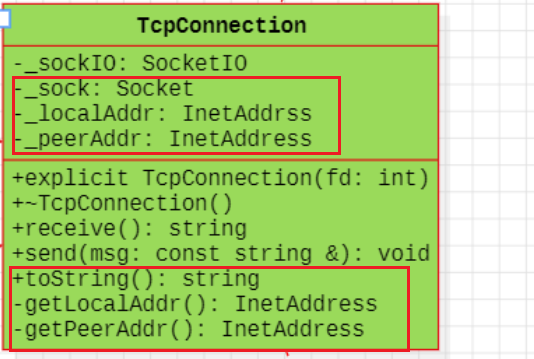 TcpConnection
-_sockIO: SocketIO
-_sock: Socket
-_localAddr: InetAddrss
-_peerAddr: InetAddress
+explicit TcpConnection(fd: int)
+~TcpConnection()
+receive(): string
+send(msg: const string &): void
+toString(): string
-getLocalAddr(): InetAddress
-getPeerAddr(): InetAddress